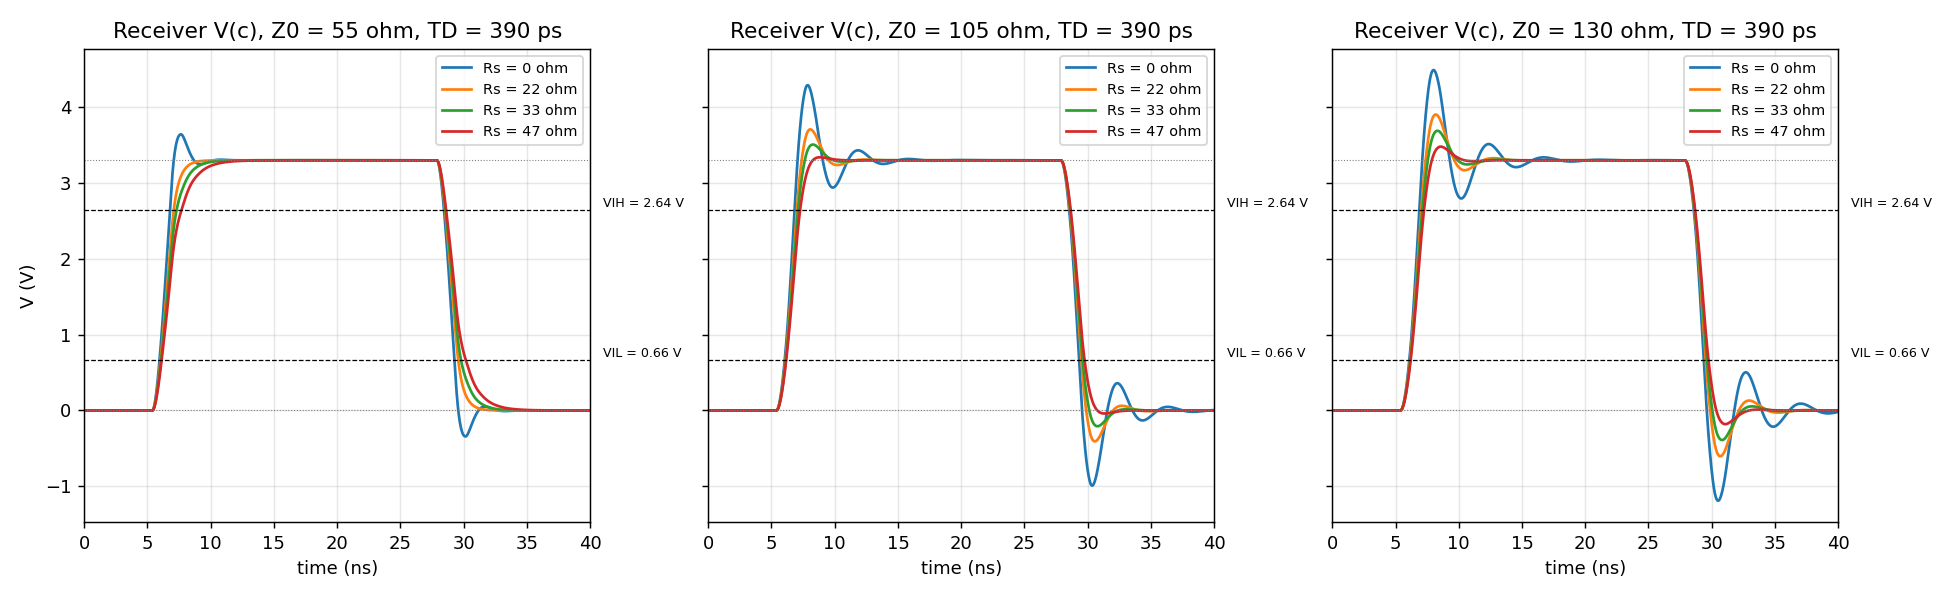 Receiver V(c), Z0 = 55 ohm, TD = 390 ps
Rs = 0 ohm
Rs = 22 ohm
Rs = 33 ohm
Rs = 47 ohm
VIH = 2.64 V
VIL = 0.66 V
V (V)
4
3
2
1
0
−1
0 5 10 15 20 25 30 35 40
time (ns)
Receiver V(c), Z0 = 105 ohm, TD = 390 ps
Rs = 0 ohm
Rs = 22 ohm
Rs = 33 ohm
Rs = 47 ohm
VIH = 2.64 V
VIL = 0.66 V
0 5 10 15 20 25 30 35 40
time (ns)
Receiver V(c), Z0 = 130 ohm, TD = 390 ps
Rs = 0 ohm
Rs = 22 ohm
Rs = 33 ohm
Rs = 47 ohm
VIH = 2.64 V
VIL = 0.66 V
0 5 10 15 20 25 30 35 40
time (ns)